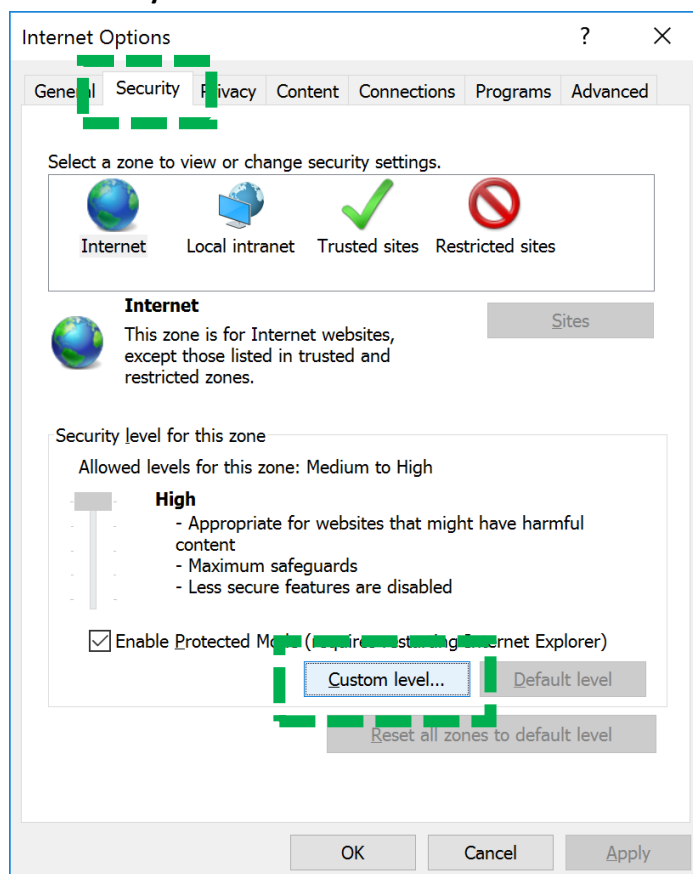 Internet Options ?
General Security Privacy Content Connections Programs Advanced
Select a zone to view or change security settings.
Internet Local intranet Trusted sites Restricted sites
Internet
Sites
This zone is for Internet websites,
except those listed in trusted and
restricted zones.
Security level for this zone
Allowed levels for this zone: Medium to High
High
- Appropriate for websites that might have harmful
content
- Maximum safeguards
- Less secure features are disabled
Enable Protected Mode (requires restarting Internet Explorer)
Custom level... Default level
Reset all zones to default level
OK Cancel Apply